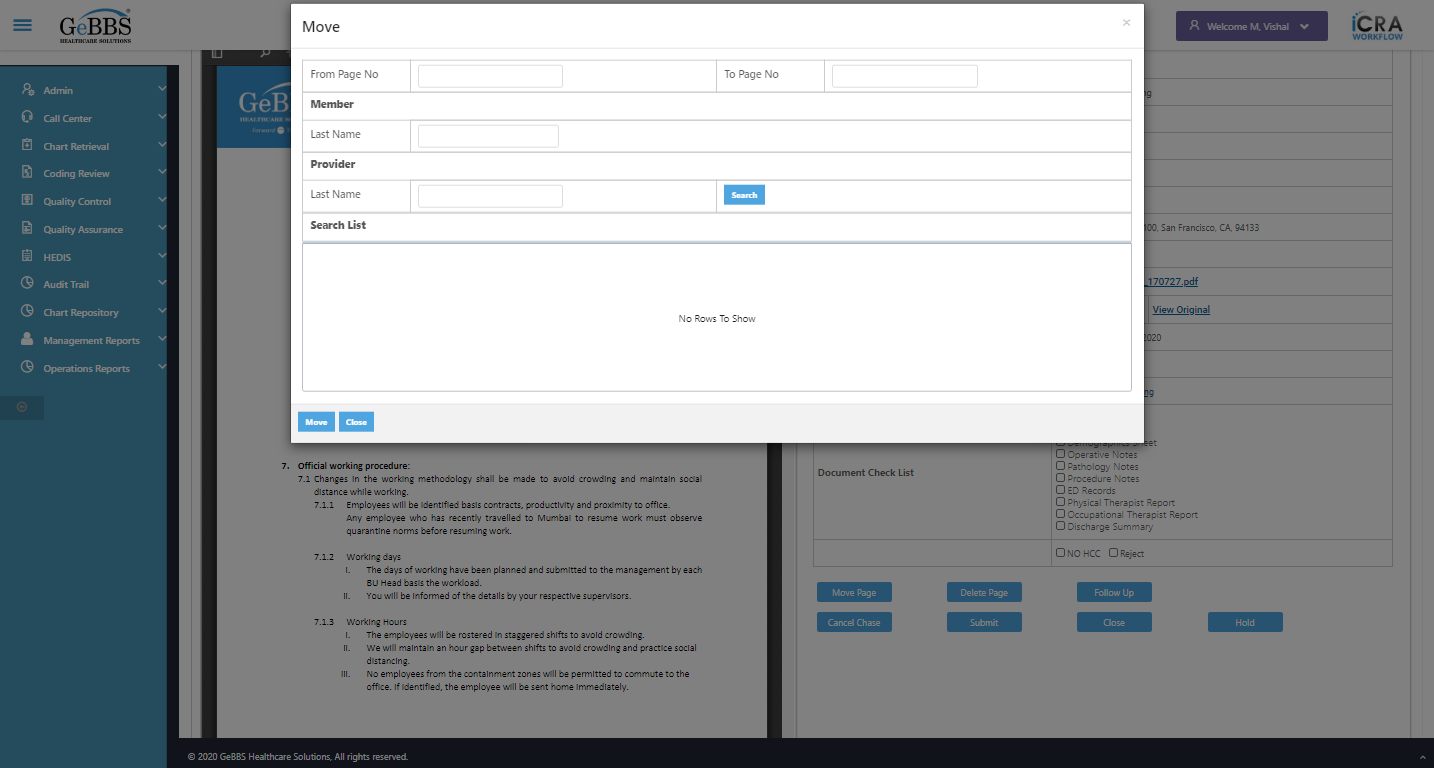 GeBBS
HEALTHCARE SOLUTIONS
Welcome M, Vishal
iCRA
WORKFLOW
Admin
Call Center
Chart Retrieval
Coding Review
Quality Control
Quality Assurance
HEDIS
Audit Trail
Chart Repository
Management Reports
Operations Reports
GeB
Move
×
From Page No
To Page No
Member
Last Name
Provider
Last Name
Search
Search List
No Rows To Show
Move
Close
7. Official working procedure:
7.1 Changes in the working methodology shall be made to avoid crowding and maintain social
distance while working.
7.1.1 Employees will be identified basis contracts, productivity and proximity to office.
Any employee who has recently travelled to Mumbai to resume work must observe
quarantine norms before resuming work.
7.1.2 Working days
I. The days of working have been planned and submitted to the management by each
BU Head basis the workload.
II. You will be informed of the details by your respective supervisors.
7.1.3 Working Hours
I. The employees will be rostered in staggered shifts to avoid crowding.
II. We will maintain an hour gap between shifts to avoid crowding and practice social
distancing.
III. No employees from the containment zones will be permitted to commute to the
office. If identified, the employee will be sent home immediately.
100, San Francisco, CA, 94133
_170727.pdf
View Original
2020
Document Check List
Demographics Sheet
Operative Notes
Pathology Notes
Procedure Notes
ED Records
Physical Therapist Report
Occupational Therapist Report
Discharge Summary
NO HCC Reject
Move Page
Delete Page
Follow Up
Cancel Chase
Submit
Close
Hold
© 2020 GeBBS Healthcare Solutions, All rights reserved.